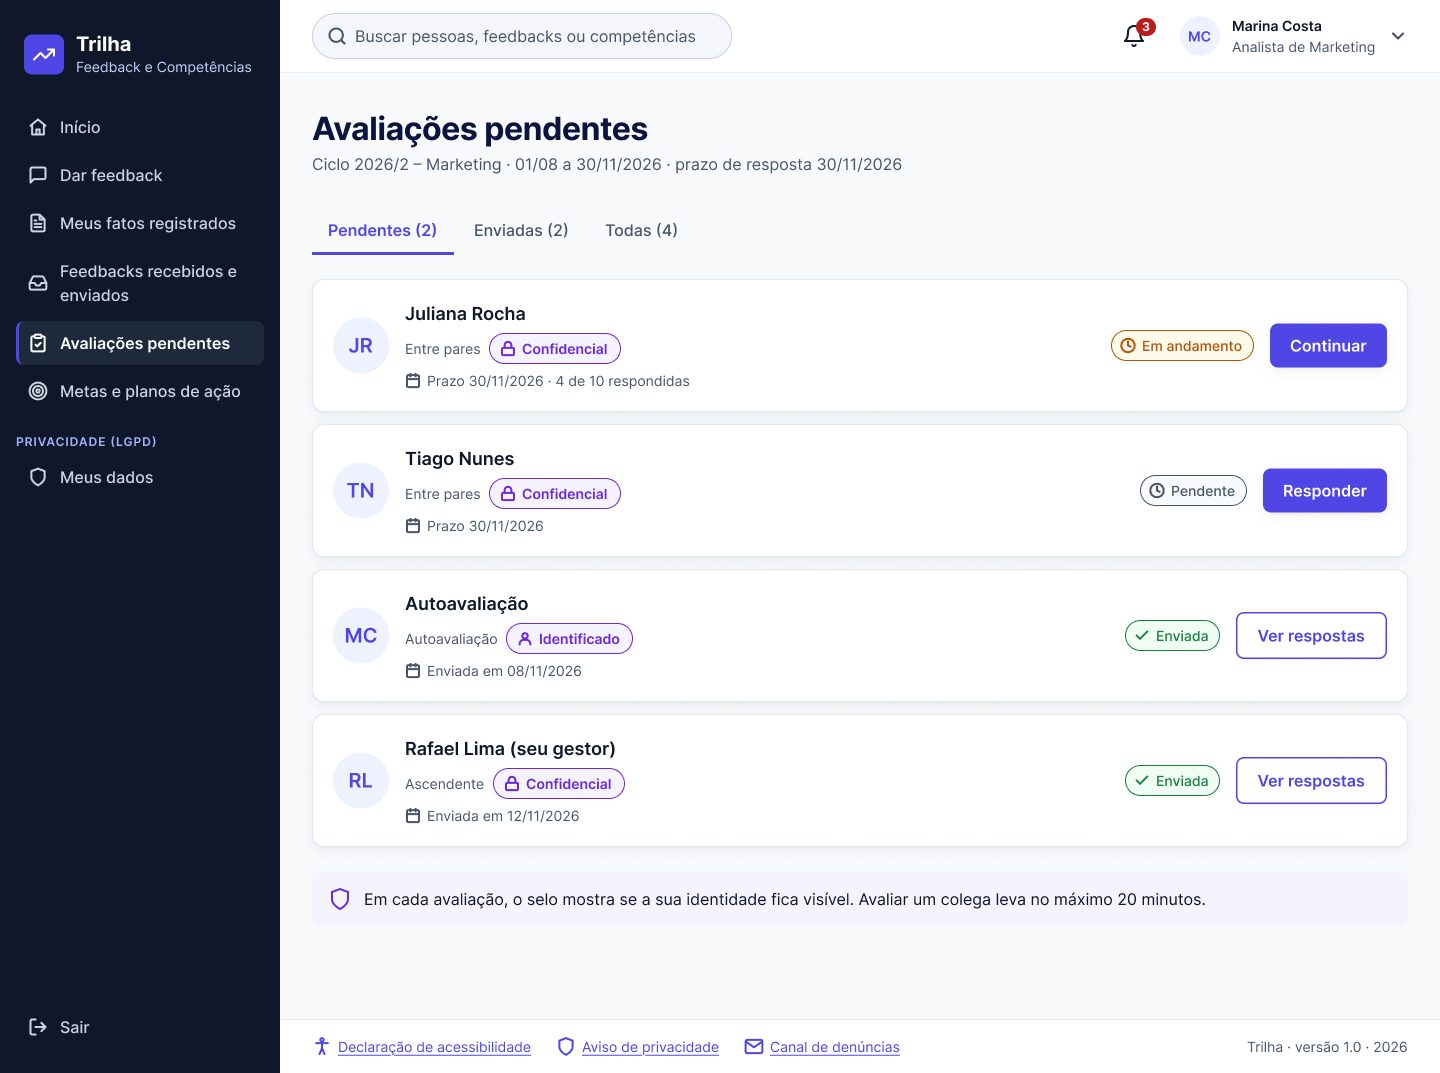 Trilha
Feedback e Competências
Início
Dar feedback
Meus fatos registrados
Feedbacks recebidos e
enviados
Avaliações pendentes
Metas e planos de ação
PRIVACIDADE (LGPD)
Meus dados
Sair
Buscar pessoas, feedbacks ou competências
3
MC
Marina Costa
Analista de Marketing
Avaliações pendentes
Ciclo 2026/2 – Marketing · 01/08 a 30/11/2026 · prazo de resposta 30/11/2026
Pendentes (2)
Enviadas (2)
Todas (4)
JR
Juliana Rocha
Entre pares
Confidencial
Prazo 30/11/2026 · 4 de 10 respondidas
Em andamento
Continuar
TN
Tiago Nunes
Entre pares
Confidencial
Prazo 30/11/2026
Pendente
Responder
MC
Autoavaliação
Autoavaliação
Identificado
Enviada em 08/11/2026
Enviada
Ver respostas
RL
Rafael Lima (seu gestor)
Ascendente
Confidencial
Enviada em 12/11/2026
Enviada
Ver respostas
Em cada avaliação, o selo mostra se a sua identidade fica visível. Avaliar um colega leva no máximo 20 minutos.
Declaração de acessibilidade
Aviso de privacidade
Canal de denúncias
Trilha · versão 1.0 · 2026